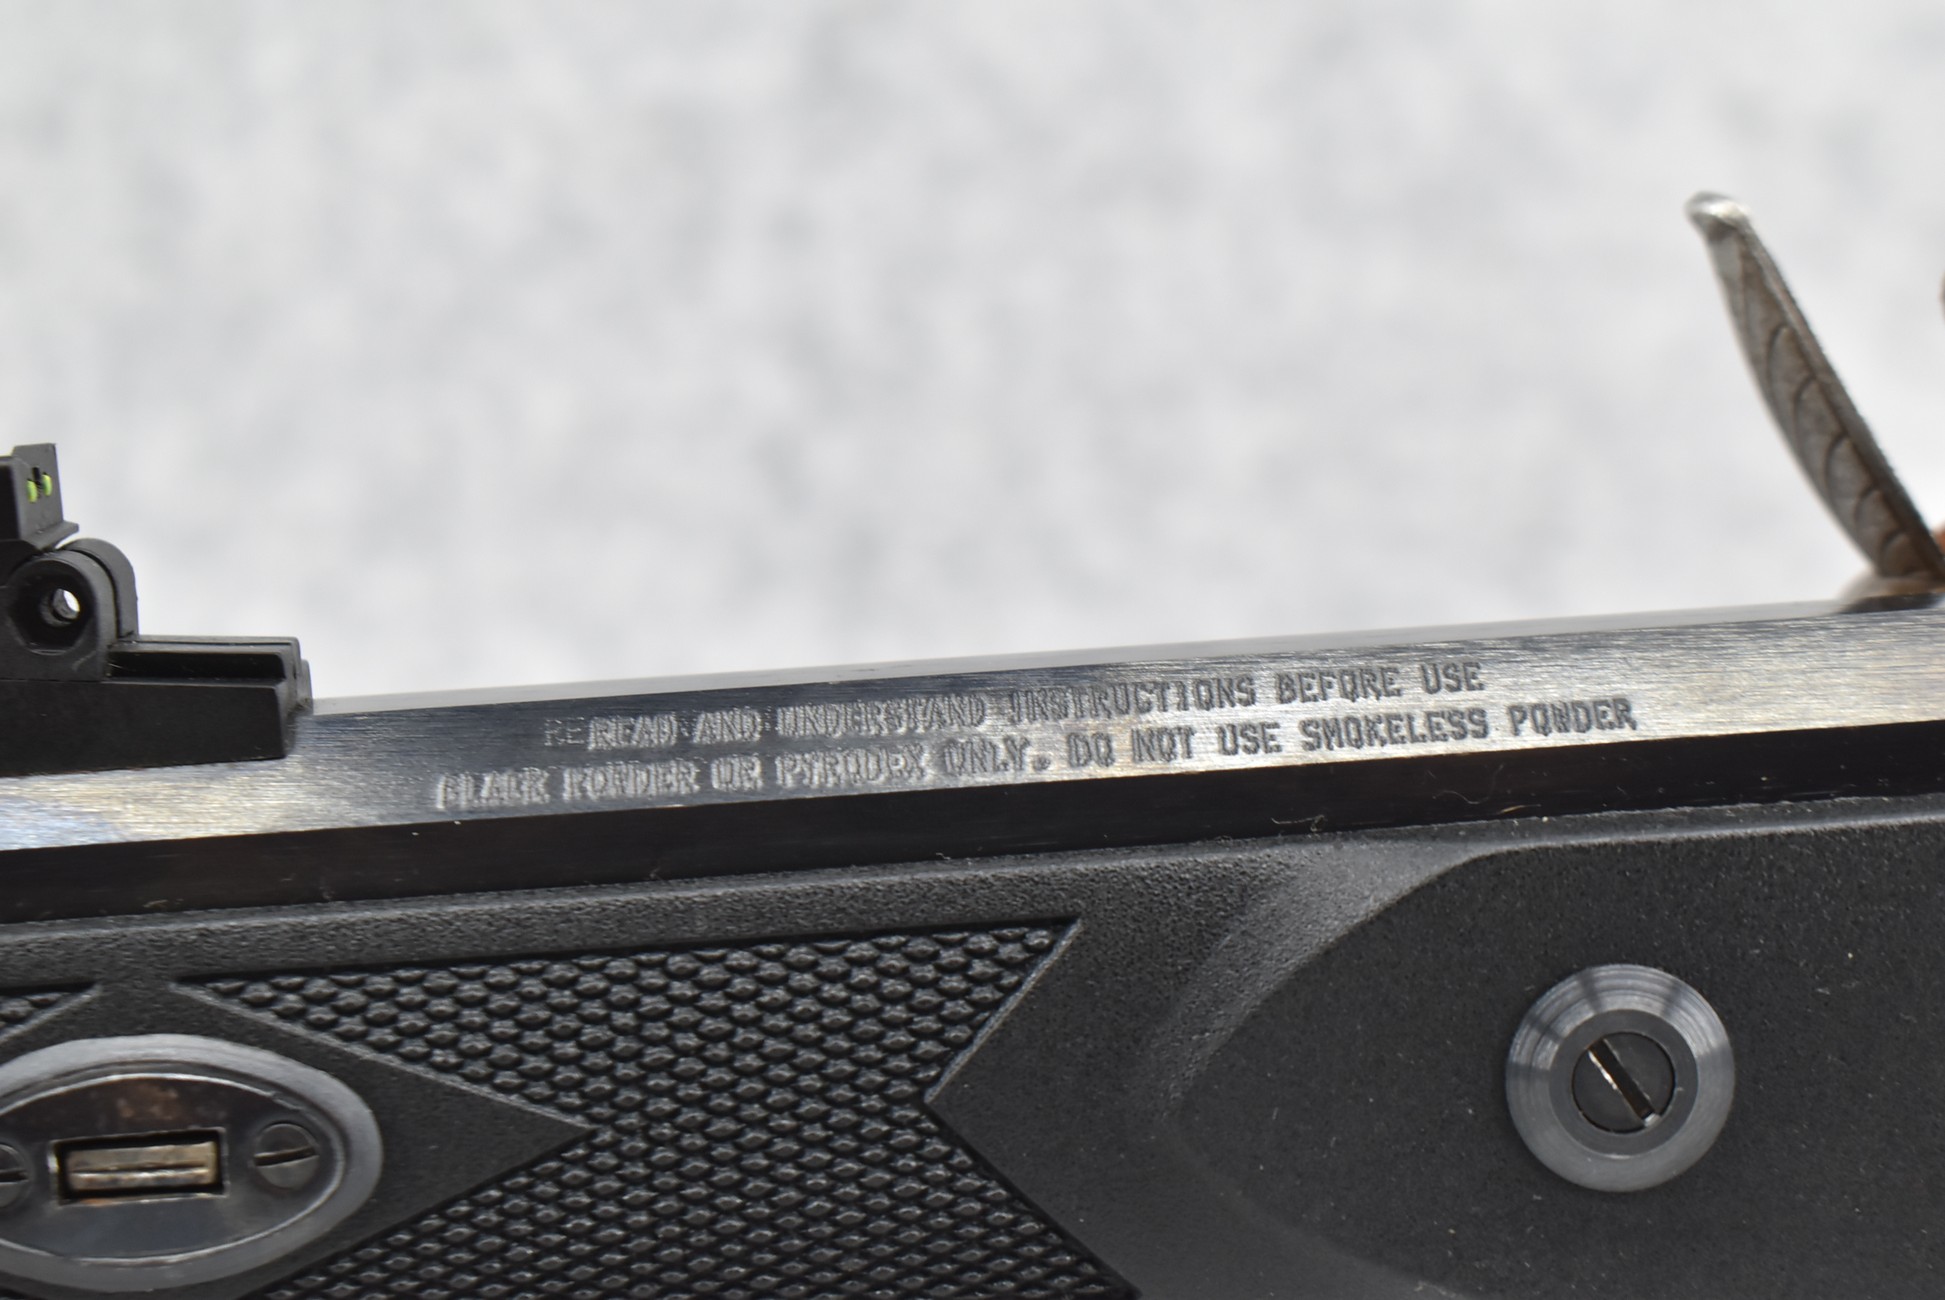 READ AND UNDERSTAND INSTRUCTIONS BEFORE USE
BLACK POWDER OR PYRODEX ONLY. DO NOT USE SMOKELESS POWDER